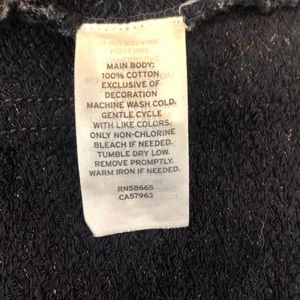 MAIN BODY:
100% COTTON
EXCLUSIVE OF
DECORATION
MACHINE WASH COLD.
GENTLE CYCLE
WITH LIKE COLORS.
ONLY NON-CHLORINE
BLEACH IF NEEDED.
TUMBLE DRY LOW.
REMOVE PROMPTLY.
WARM IRON IF NEEDED.
RN58665
CA57963